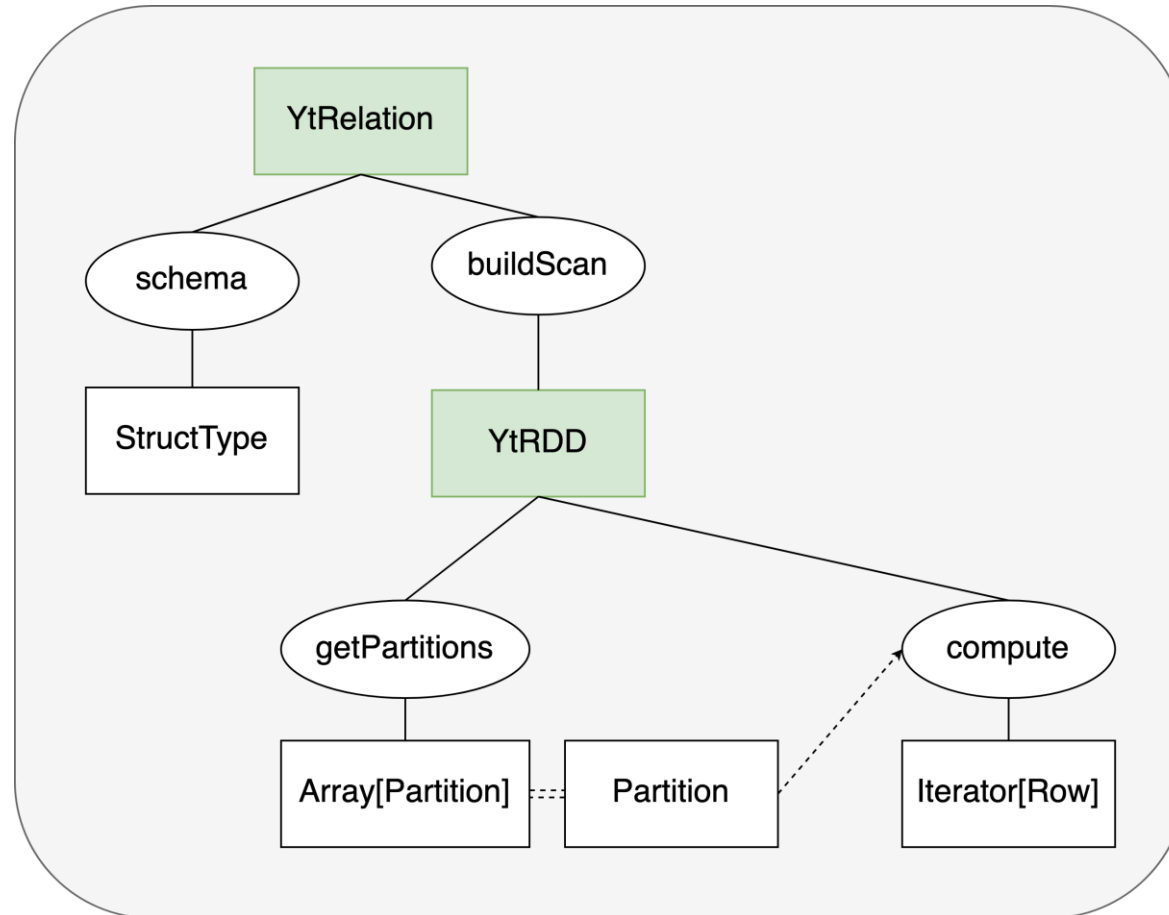 YtRelation
schema
buildScan
StructType
YtRDD
getPartitions
compute
Array[Partition]
Partition
Iterator[Row]